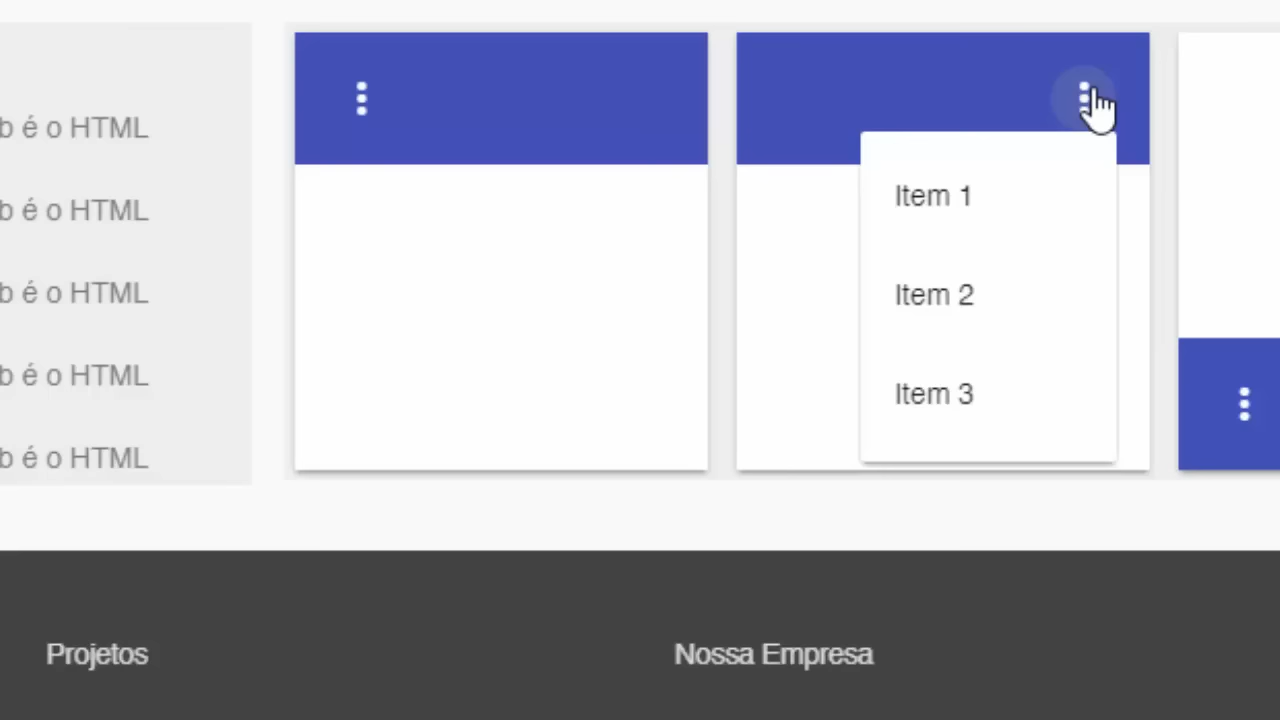 b é o HTML
b é o HTML
b é o HTML
b é o HTML
b é o HTML
Item 1
Item 2
Item 3
Projetos
Nossa Empresa